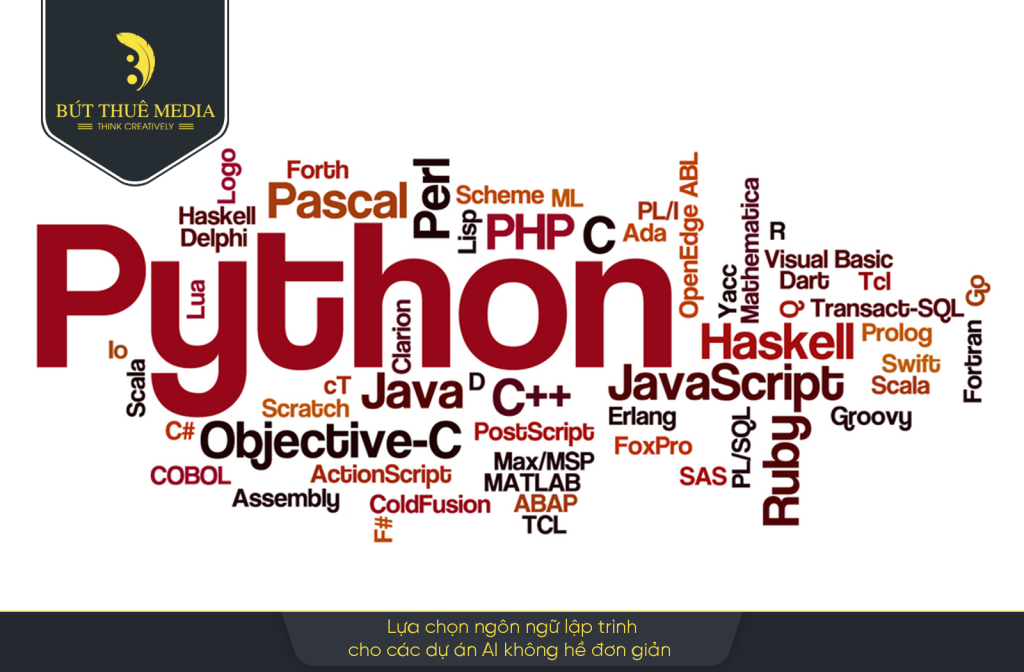 BÚT THUÊ MEDIA
THINK CREATIVELY
Logo
Forth
Pascal
Perl
Scheme
ML
Haskell
Delphi
Lisp
PHP
C
PL/I
Ada
OpenEdge ABL
Yacc
Mathematica
R
Visual Basic
Dart
Tcl
Python
Lua
Clarion
Q
Transact-SQL
Go
Io
Scala
Haskell
Prolog
Swift
Scala
Fortran
cT
Scratch
Java
D
C++
JavaScript
Erlang
Groovy
C#
Objective-C
PostScript
FoxPro
PL/SQL
Ruby
COBOL
ActionScript
Max/MSP
MATLAB
SAS
Assembly
ColdFusion
ABAP
TCL
F#
Lựa chọn ngôn ngữ lập trình
cho các dự án AI không hề đơn giản